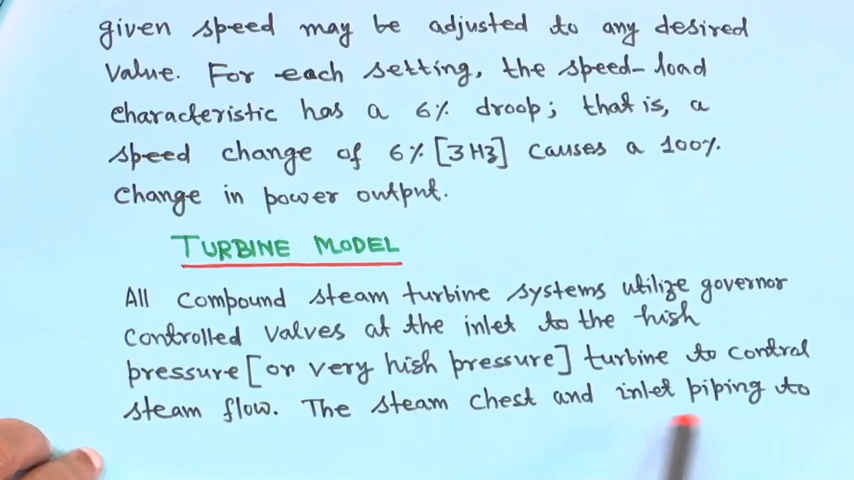 given speed may be adjusted to any desired
value. For each setting, the speed-load
characteristic has a 6% droop; that is, a
speed change of 6% [3 Hz] causes a 100%
change in power output.
TURBINE MODEL
All compound steam turbine systems utilize governor
controlled valves at the inlet to the high
pressure [or very high pressure] turbine to control
steam flow. The steam chest and inlet piping to